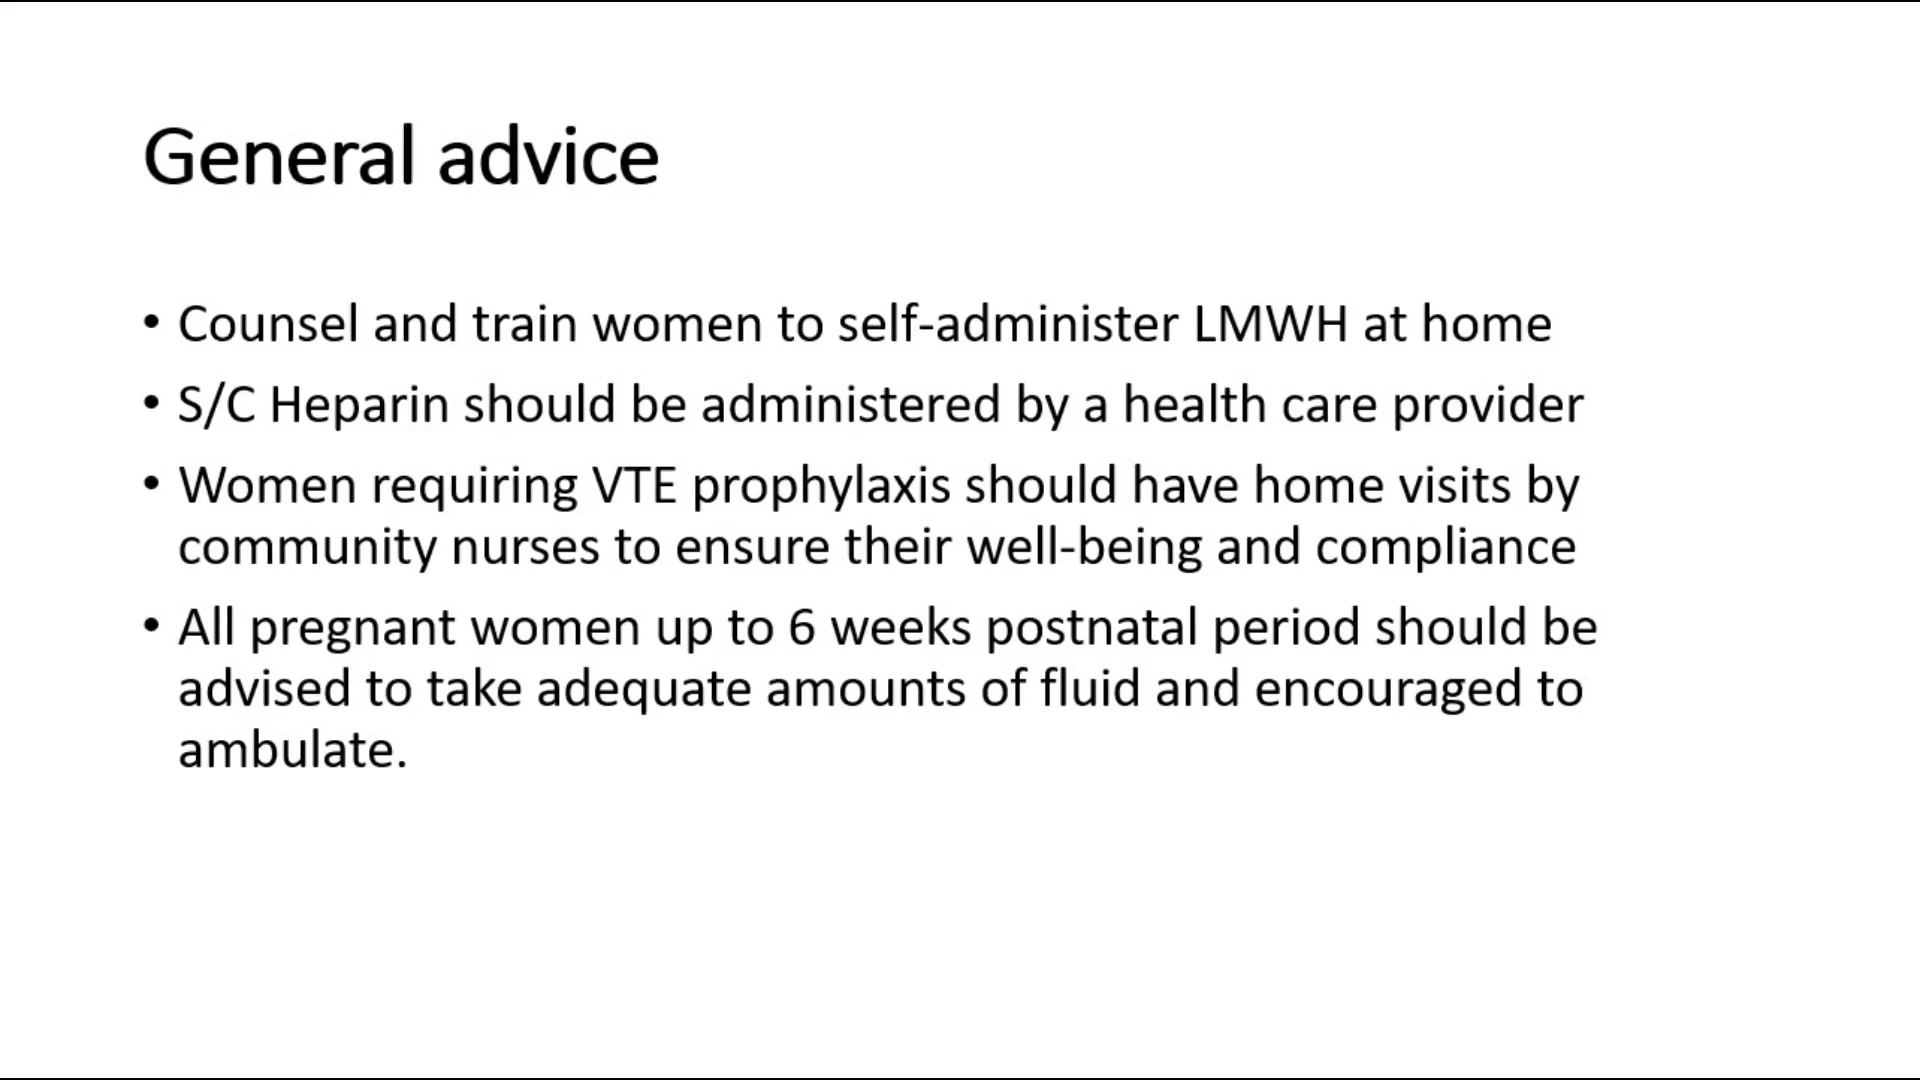 General advice
• Counsel and train women to self-administer LMWH at home
• S/C Heparin should be administered by a health care provider
• Women requiring VTE prophylaxis should have home visits by
community nurses to ensure their well-being and compliance
• All pregnant women up to 6 weeks postnatal period should be
advised to take adequate amounts of fluid and encouraged to
ambulate.